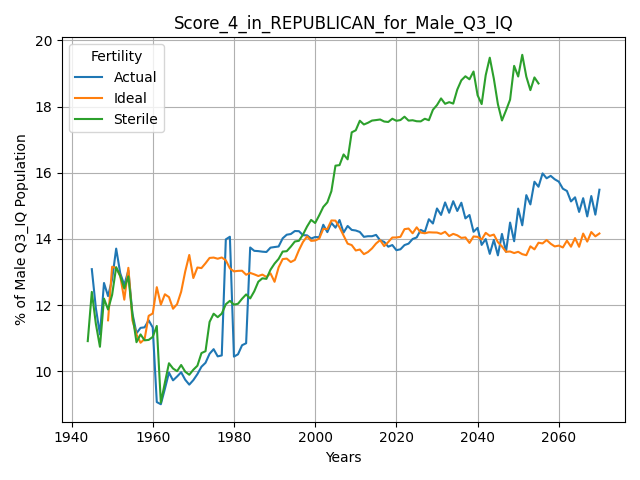 Score_4_in_REPUBLICAN_for_Male_Q3_IQ
Fertility
Actual
Ideal
Sterile
% of Male Q3_IQ Population
20
18
16
14
12
10
1940
1960
1980
2000
2020
2040
2060
Years